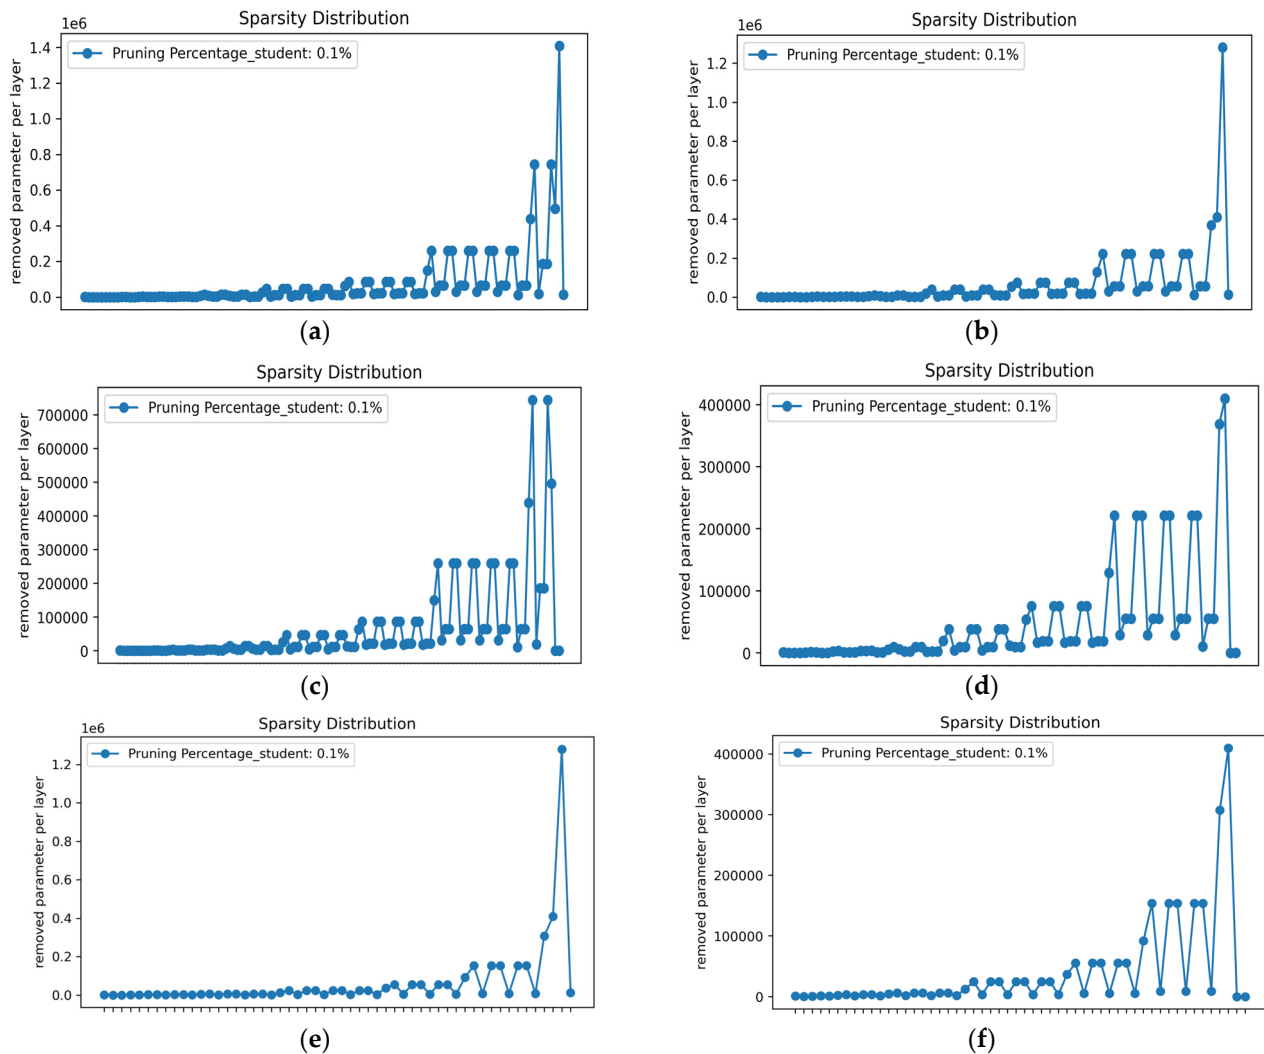 Sparsity Distribution
1e6
Pruning Percentage_student: 0.1%
removed parameter per layer
1.4
1.2
1.0
0.8
0.6
0.4
0.2
0.0
(a)
Sparsity Distribution
1e6
Pruning Percentage_student: 0.1%
removed parameter per layer
1.2
1.0
0.8
0.6
0.4
0.2
0.0
(b)
Sparsity Distribution
Pruning Percentage_student: 0.1%
removed parameter per layer
700000
600000
500000
400000
300000
200000
100000
0
(c)
Sparsity Distribution
Pruning Percentage_student: 0.1%
removed parameter per layer
400000
300000
200000
100000
0
(d)
Sparsity Distribution
1e6
Pruning Percentage_student: 0.1%
removed parameter per layer
1.2
1.0
0.8
0.6
0.4
0.2
0.0
(e)
Sparsity Distribution
Pruning Percentage_student: 0.1%
removed parameter per layer
400000
300000
200000
100000
0
(f)